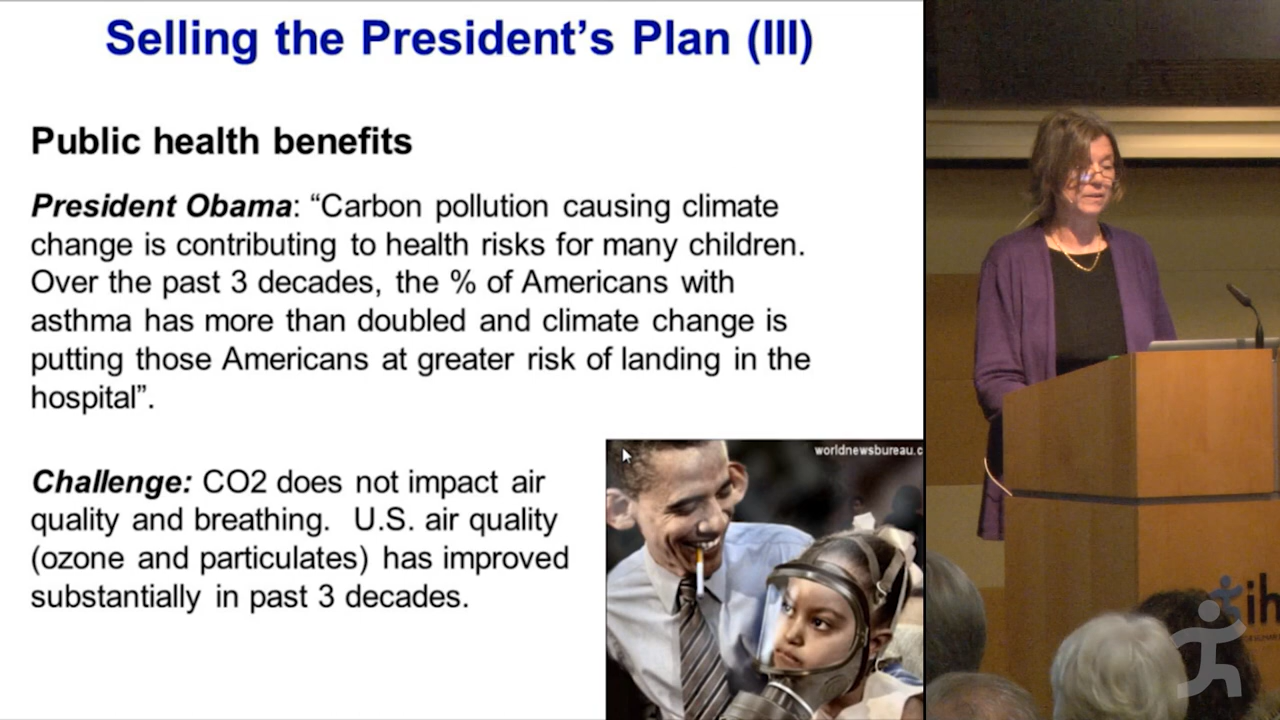 Selling the President’s Plan (III)
Public health benefits
President Obama: “Carbon pollution causing climate
change is contributing to health risks for many children.
Over the past 3 decades, the % of Americans with
asthma has more than doubled and climate change is
putting those Americans at greater risk of landing in the
hospital”.
Challenge: CO2 does not impact air
quality and breathing. U.S. air quality
(ozone and particulates) has improved
substantially in past 3 decades.
worldnewsbureau.c
ih